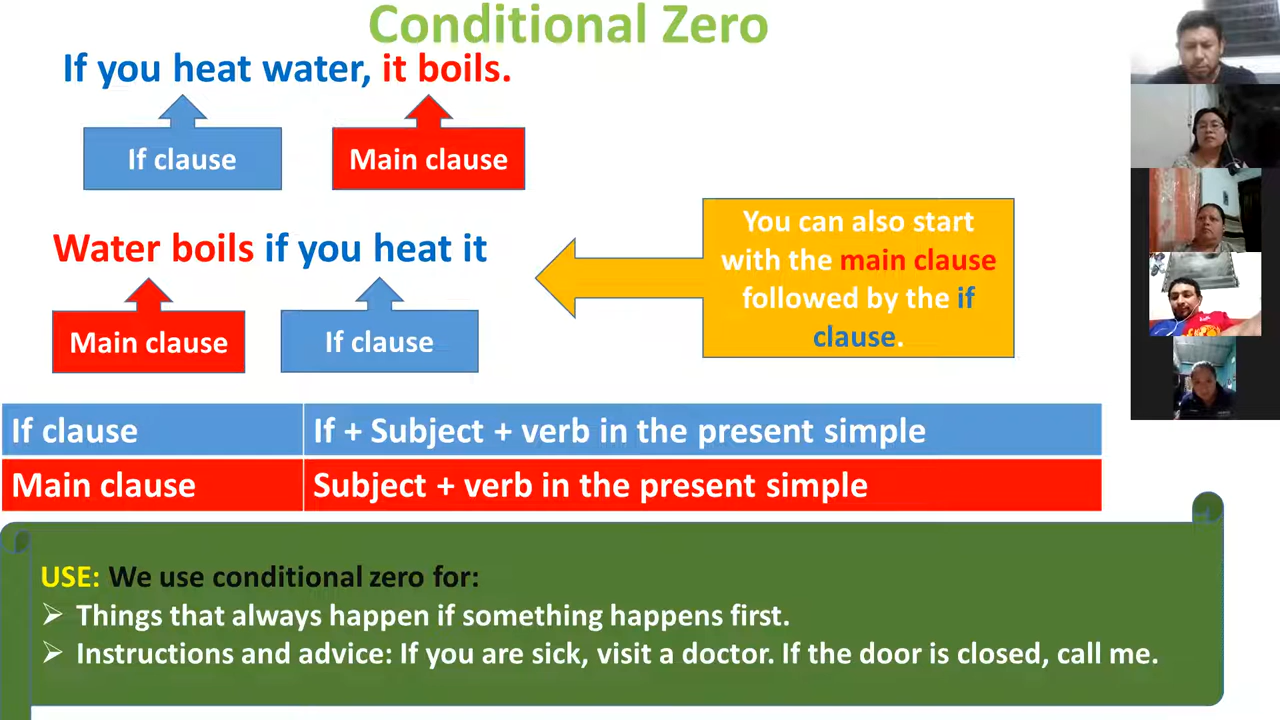 Conditional Zero
If you heat water, it boils.
If clause
Main clause
Water boils if you heat it
Main clause
If clause
You can also start
with the main clause
followed by the if
clause.
If clause
If + Subject + verb in the present simple
Main clause
Subject + verb in the present simple
USE: We use conditional zero for:
Things that always happen if something happens first.
Instructions and advice: If you are sick, visit a doctor. If the door is closed, call me.